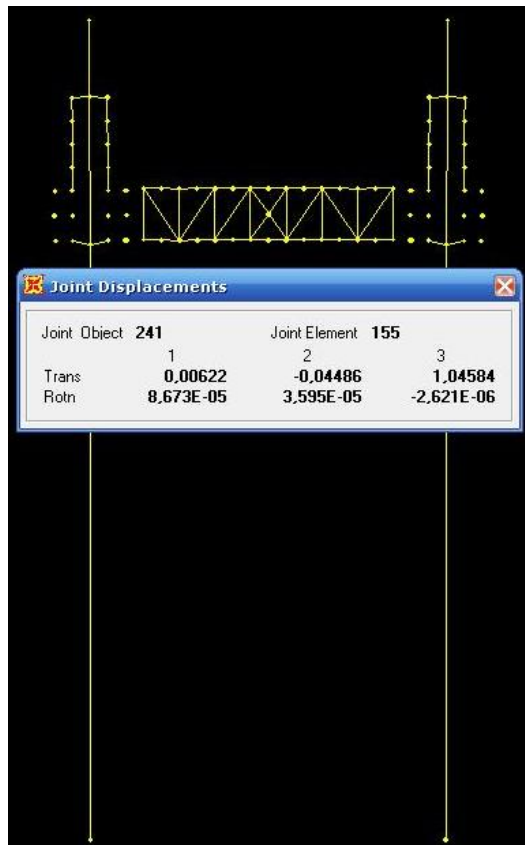 Joint Displacements
Joint Object 241 Joint Element 155
1 2 3
Trans 0,00622 -0,04486 1,04584
Rotn 8,673E-05 3,595E-05 -2,621E-06